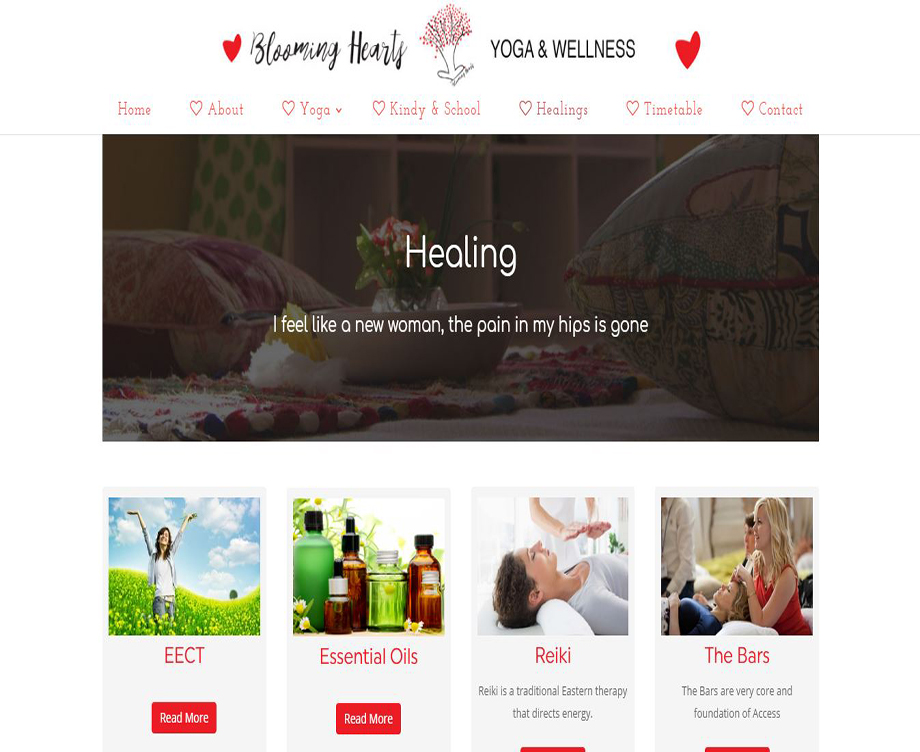 Blooming Hearts YOGA & WELLNESS
Home ♡ About ♡ Yoga ♡ Kindy & School ♡ Healings ♡ Timetable ♡ Contact
Healing
I feel like a new woman, the pain in my hips is gone
EECT Essential Oils Reiki The Bars
Reiki is a traditional Eastern therapy
that directs energy.
The Bars are very core and
foundation of Access
Read More Read More